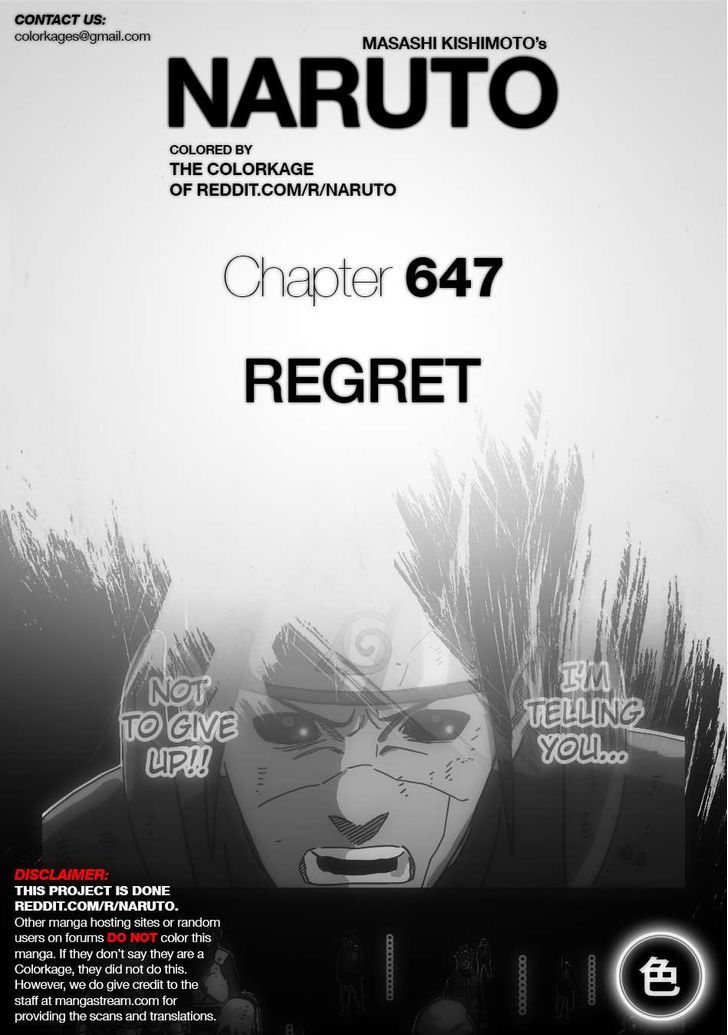 CONTACT US:
colorkages@gmail.com
MASASHI KISHIMOTO's
NARUTO
COLORED BY
THE COLORKAGE
OF REDDIT.COM/R/NARUTO
Chapter 647
REGRET
I'M
TELLING
YOU...
NOT
TO GIVE
UP!!
DISCLAIMER:
THIS PROJECT IS DONE
REDDIT.COM/R/NARUTO.
Other manga hosting sites or random
users on forums DO NOT color this
manga. If they don't say they are a
Colorkage, they did not do this.
However, we do give credit to the
staff at mangastream.com for
providing the scans and translations.
色